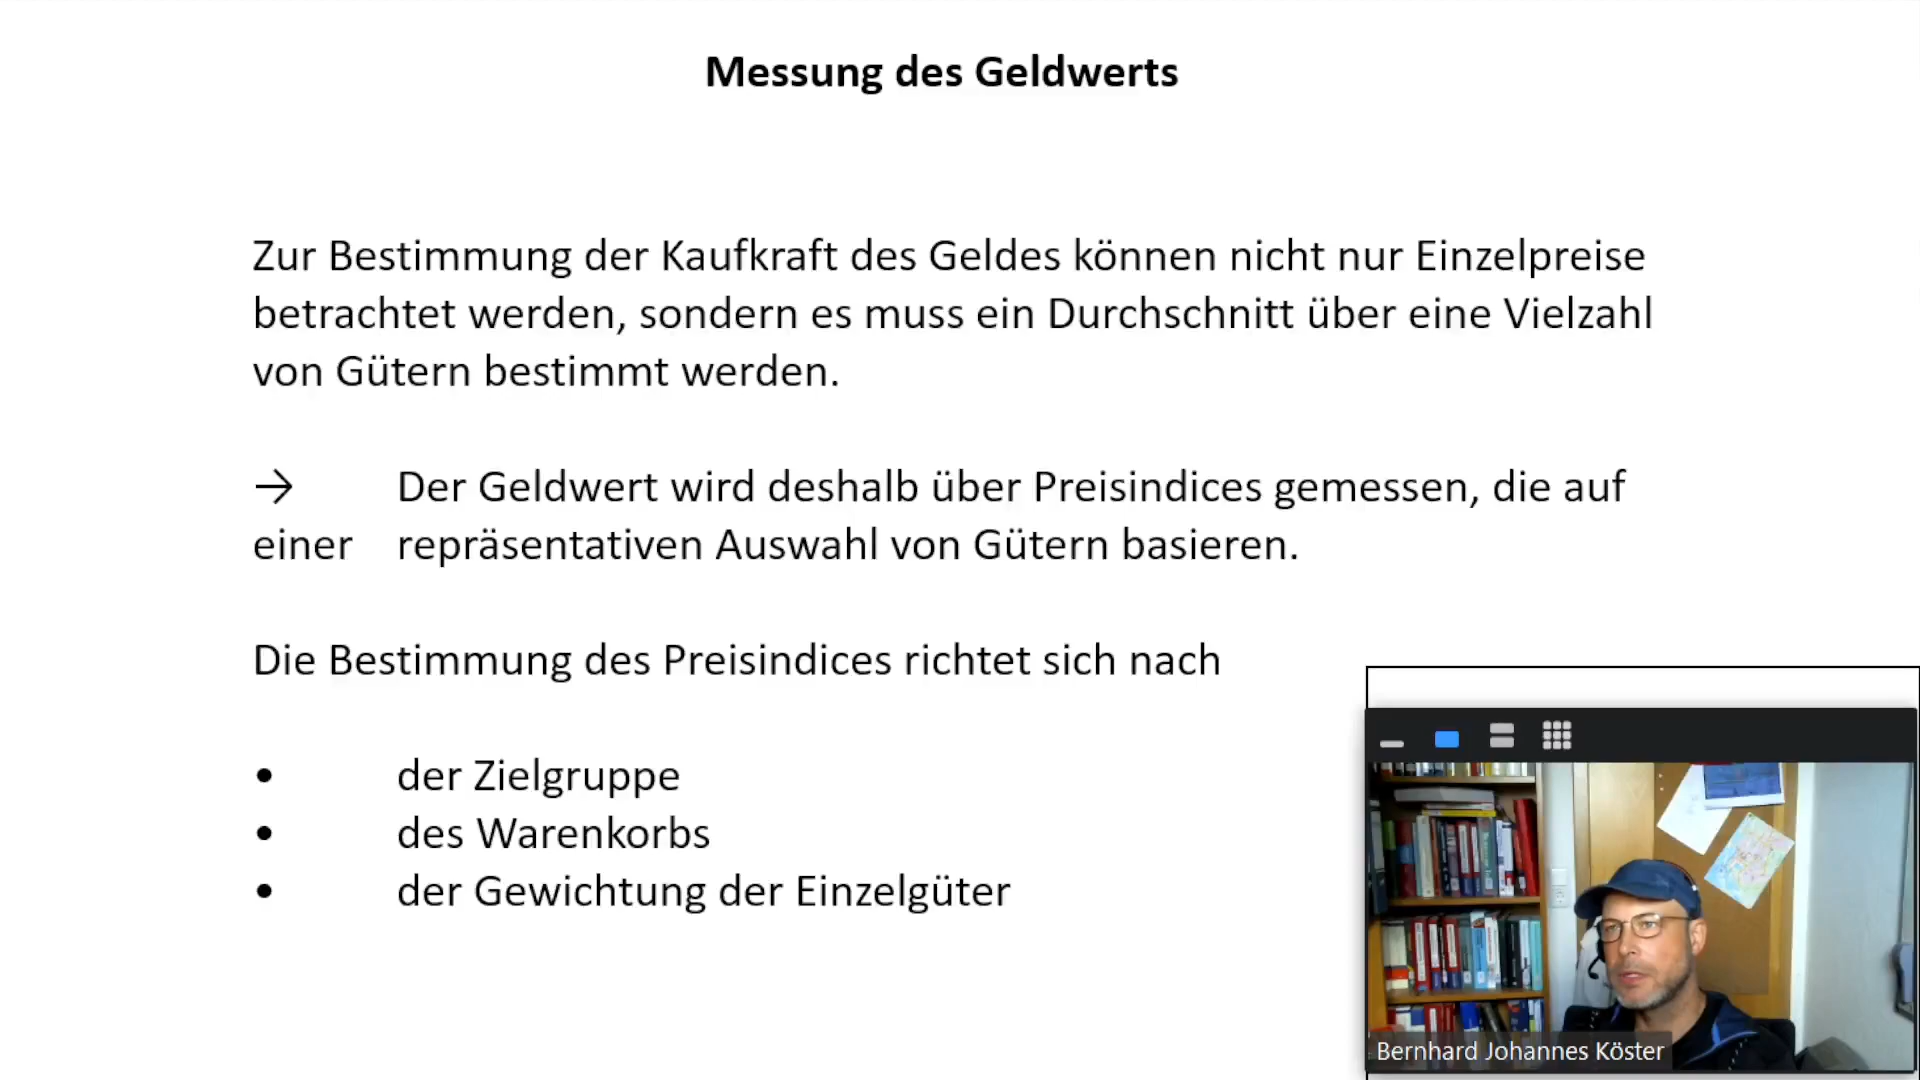 Messung des Geldwerts
Zur Bestimmung der Kaufkraft des Geldes können nicht nur Einzelpreise
betrachtet werden, sondern es muss ein Durchschnitt über eine Vielzahl
von Gütern bestimmt werden.
→ Der Geldwert wird deshalb über Preisindices gemessen, die auf
einer repräsentativen Auswahl von Gütern basieren.
Die Bestimmung des Preisindices richtet sich nach
• der Zielgruppe
• des Warenkorbs
• der Gewichtung der Einzelgüter
Bernhard Johannes Köster